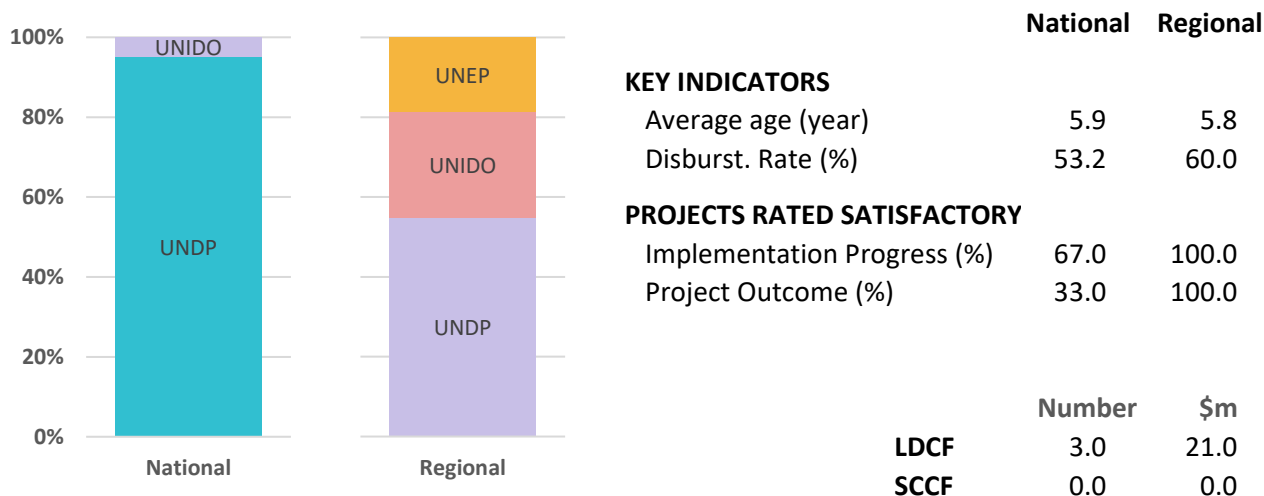 100%
80%
60%
40%
20%
0%
UNIDO
UNDP
National
UNEP
UNIDO
UNDP
Regional
National Regional
KEY INDICATORS
Average age (year) 5.9 5.8
Disburst. Rate (%) 53.2 60.0
PROJECTS RATED SATISFACTORY
Implementation Progress (%) 67.0 100.0
Project Outcome (%) 33.0 100.0
Number $m
LDCF 3.0 21.0
SCCF 0.0 0.0